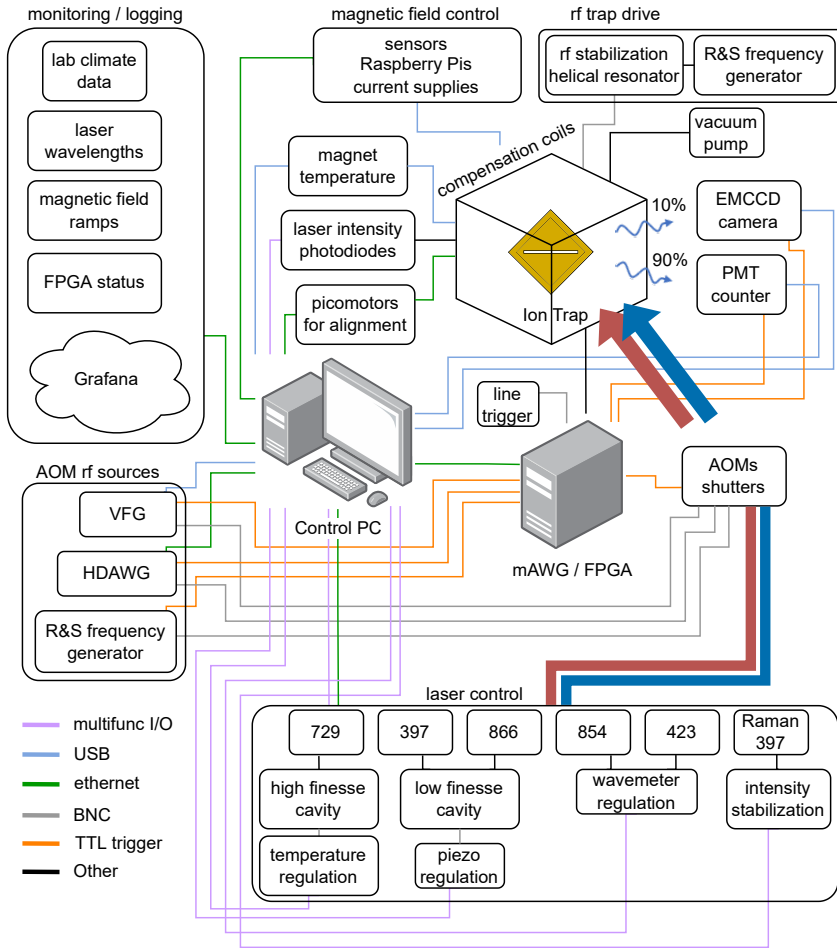 monitoring / logging
lab climate
data
laser
wavelengths
magnetic field
ramps
FPGA status
Grafana
magnetic field control
sensors
Raspberry Pis
current supplies
rf trap drive
rf stabilization
helical resonator
R&S frequency
generator
vacuum
pump
magnet
temperature
compensation coils
laser intensity
photodiodes
picomotors
for alignment
10%
90%
EMCCD
camera
PMT
counter
Ion Trap
line
trigger
Control PC
mAWG / FPGA
AOMs
shutters
AOM rf sources
VFG
HDAWG
R&S frequency
generator
multifunc I/O
USB
ethernet
BNC
TTL trigger
Other
laser control
729
397
866
854
423
Raman
397
high finesse
cavity
low finesse
cavity
wavemeter
regulation
intensity
stabilization
temperature
regulation
piezo
regulation